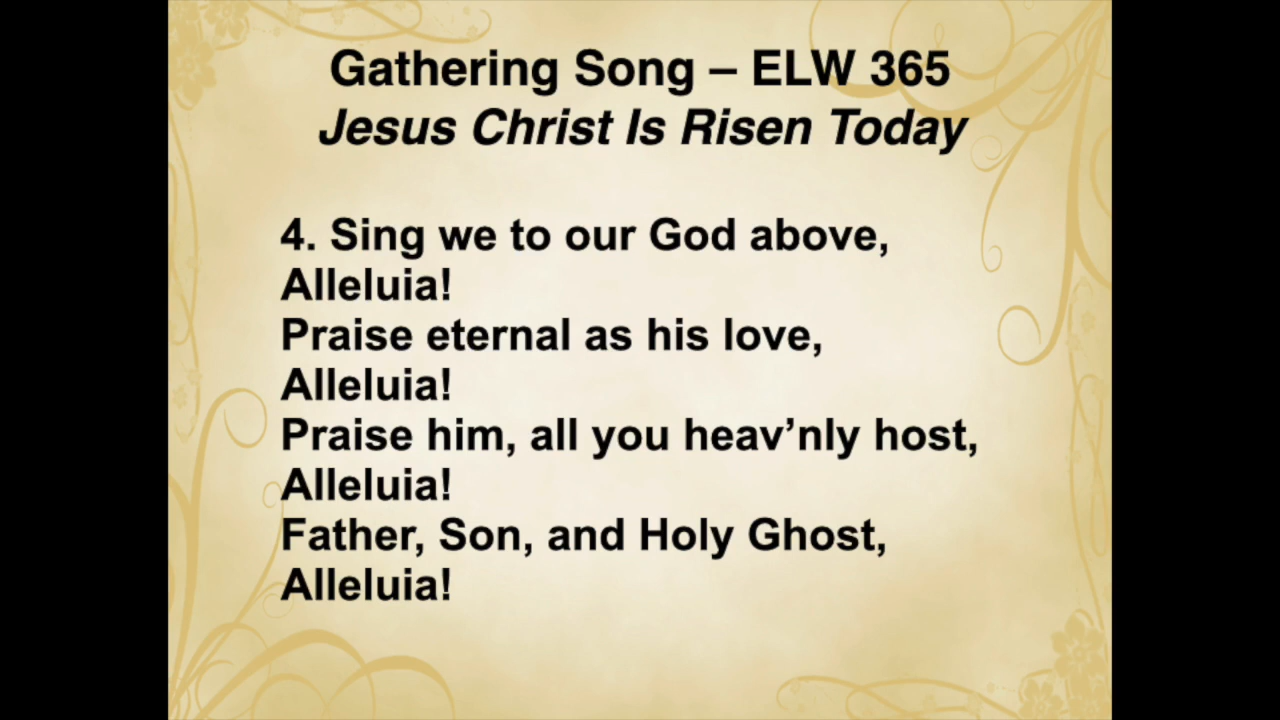 Gathering Song – ELW 365
Jesus Christ Is Risen Today
4. Sing we to our God above,
Alleluia!
Praise eternal as his love,
Alleluia!
Praise him, all you heav’nly host,
Alleluia!
Father, Son, and Holy Ghost,
Alleluia!